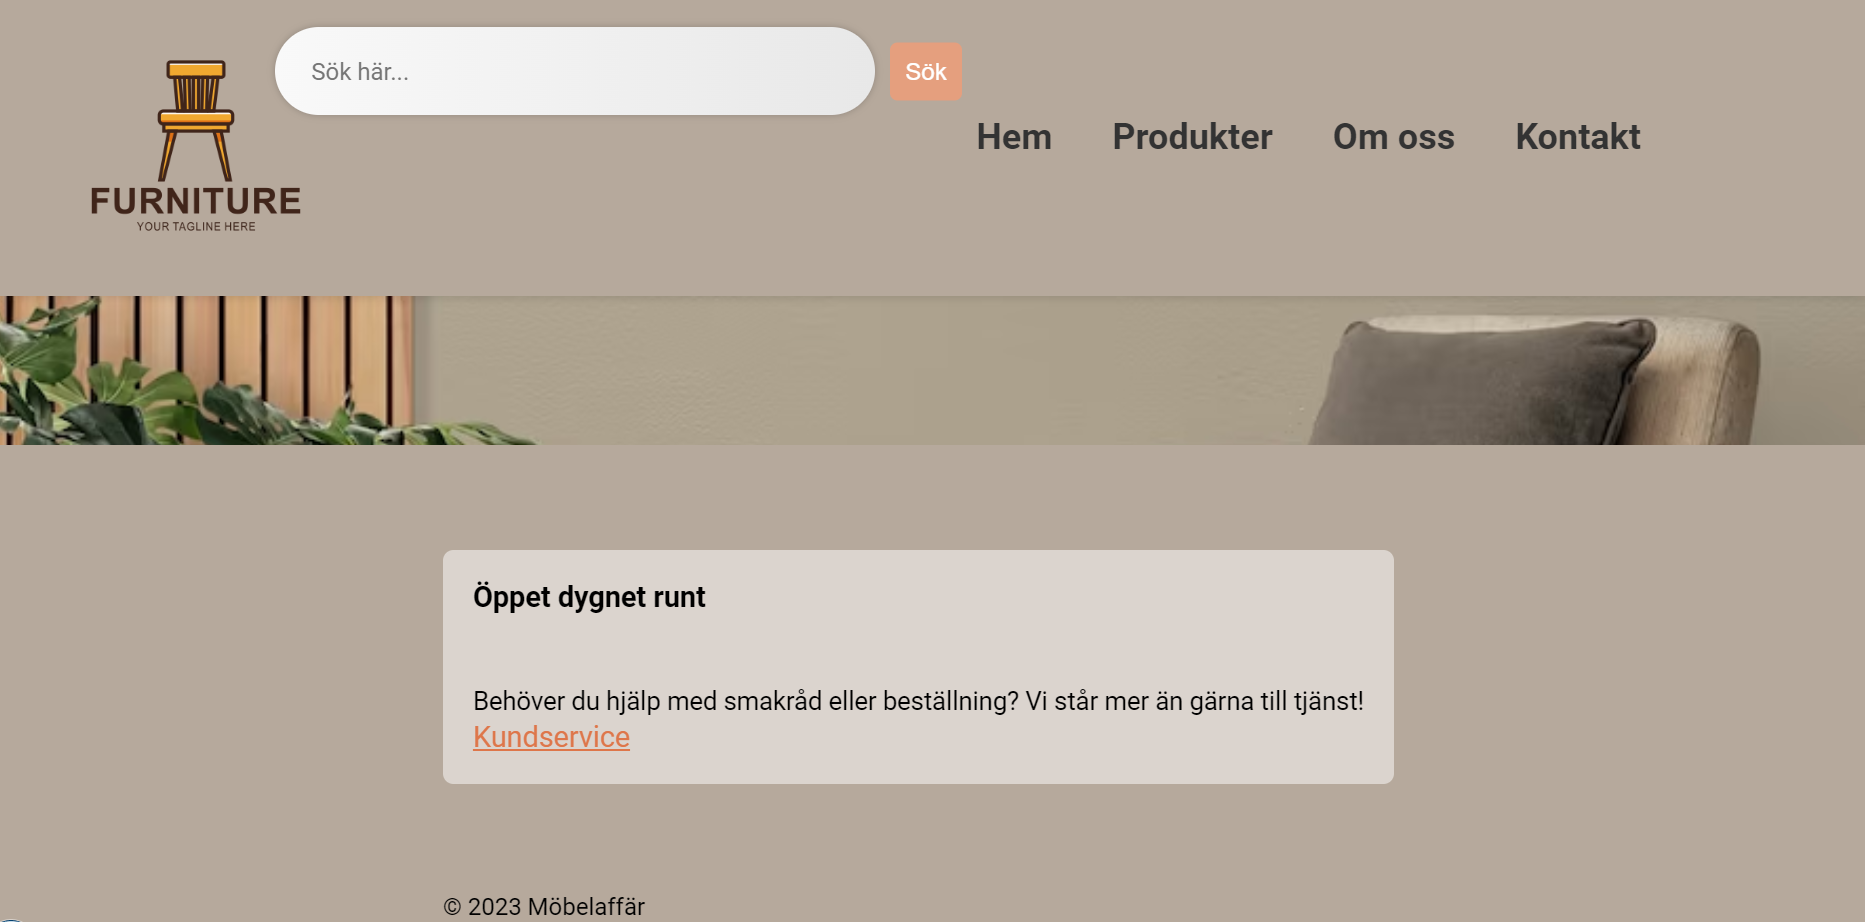 Sök här...
Sök
FURNITURE
YOUR TAGLINE HERE
Hem
Produkter
Om oss
Kontakt
Öppet dygnet runt
Behöver du hjälp med smakråd eller beställning? Vi står mer än gärna till tjänst!
Kundservice
© 2023 Möbelaffär